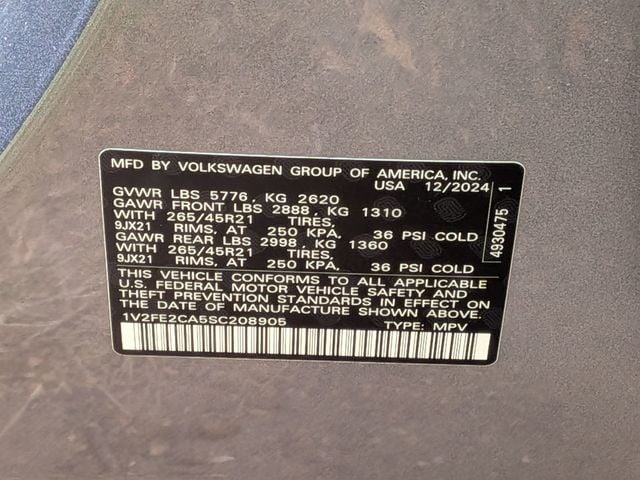 MFD BY VOLKSWAGEN GROUP OF AMERICA, INC.
USA 12/2024
GVWR LBS 5776, KG 2620
GAWR FRONT LBS 2888, KG 1310
WITH 265/45R21 TIRES,
9JX21 RIMS, AT 250 KPA, 36 PSI COLD
GAWR REAR LBS 2998, KG 1360
WITH 265/45R21 TIRES,
9JX21 RIMS, AT 250 KPA, 36 PSI COLD
THIS VEHICLE CONFORMS TO ALL APPLICABLE
U.S. FEDERAL MOTOR VEHICLE SAFETY AND
THEFT PREVENTION STANDARDS IN EFFECT ON
THE DATE OF MANUFACTURE SHOWN ABOVE.
1V2FE2CA5SC208905 TYPE: MPV
4930475 1